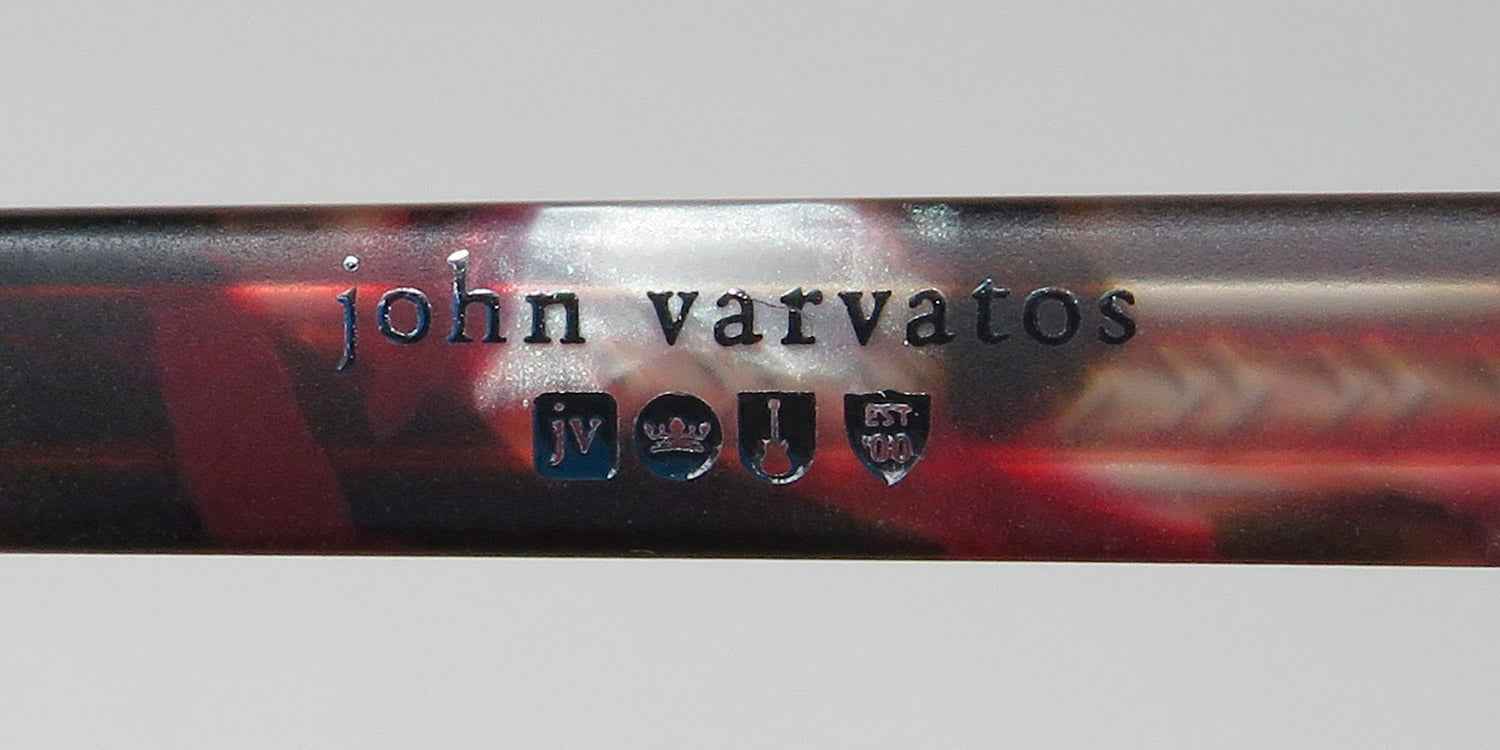 john varvatos
jv EST '00